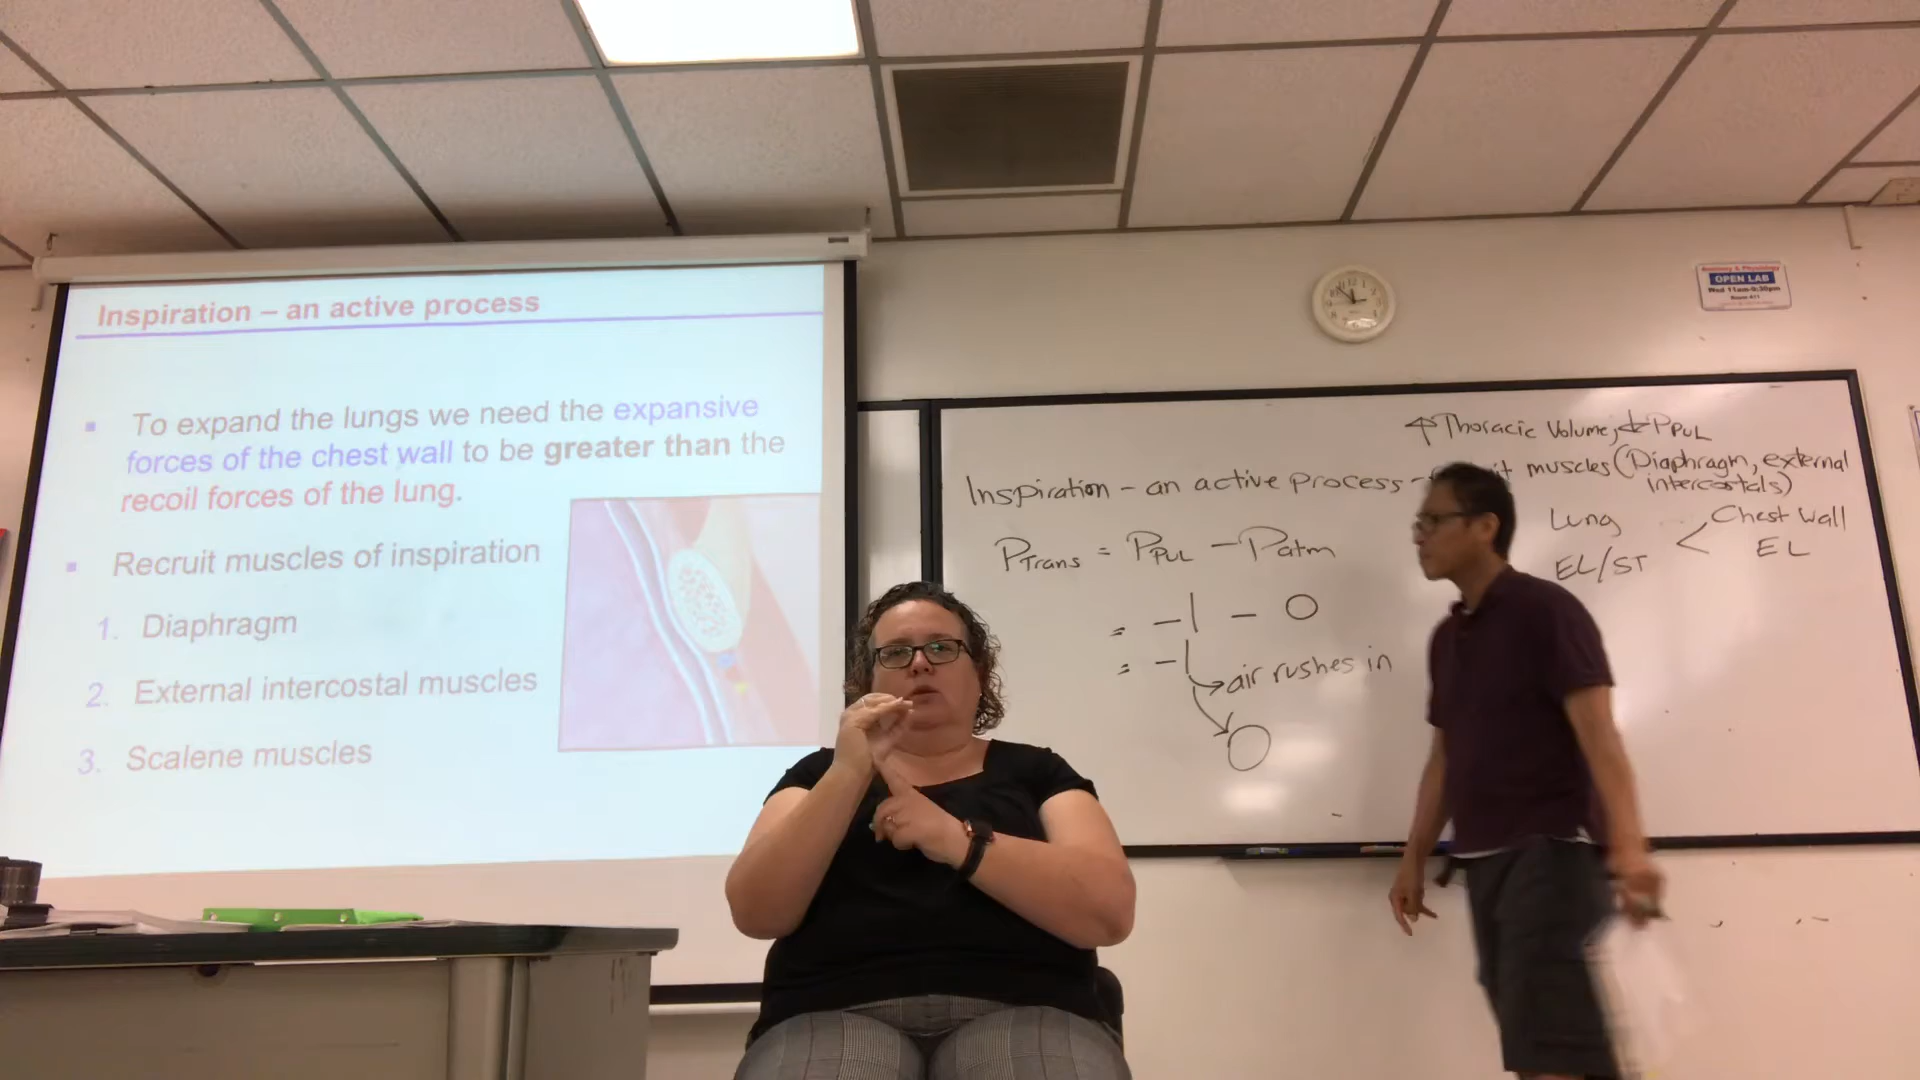 Inspiration – an active process
▪ To expand the lungs we need the expansive
forces of the chest wall to be greater than the
recoil forces of the lung.
▪ Recruit muscles of inspiration
1. Diaphragm
2. External intercostal muscles
3. Scalene muscles
OPEN LAB
Wed 11am-
↑ Thoracic Volume, ↓ PPUL
Inspiration - an active process - muscles (Diaphragm, external
intercostals)
PTrans = PPUL - Patm
= -1 - 0
= -1
air rushes in
0
Lung < Chest Wall
EL/ST EL